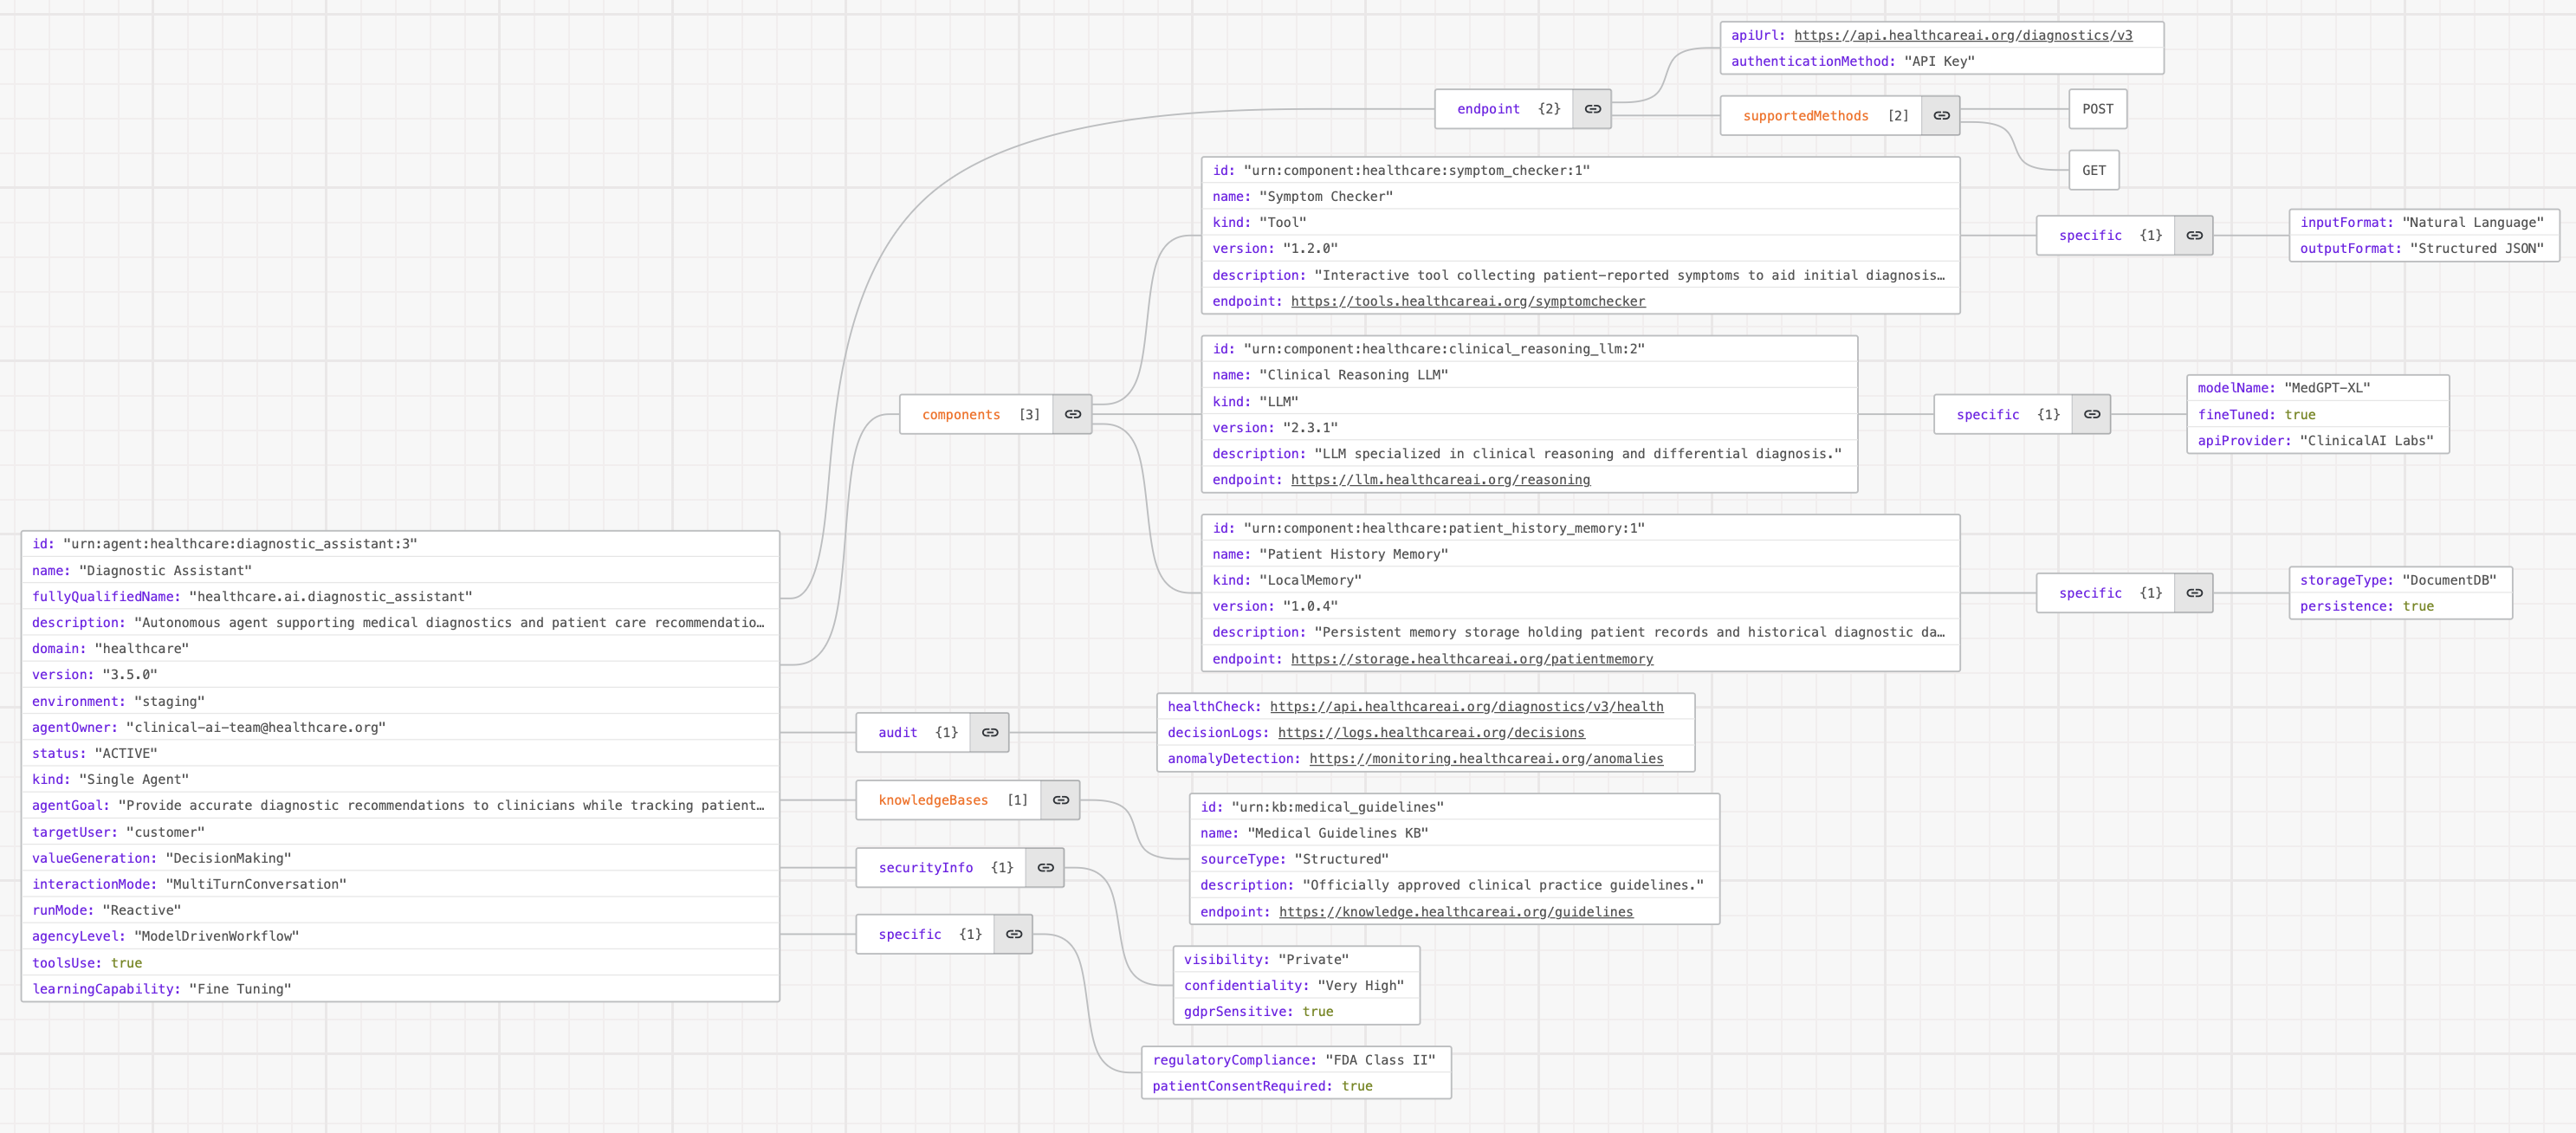 id: "urn:agent:healthcare:diagnostic_assistant:3"
name: "Diagnostic Assistant"
fullyQualifiedName: "healthcare.ai.diagnostic_assistant"
description: "Autonomous agent supporting medical diagnostics and patient care recommendatio…
domain: "healthcare"
version: "3.5.0"
environment: "staging"
agentOwner: "clinical-ai-team@healthcare.org"
status: "ACTIVE"
kind: "Single Agent"
agentGoal: "Provide accurate diagnostic recommendations to clinicians while tracking patient…
targetUser: "customer"
valueGeneration: "DecisionMaking"
interactionMode: "MultiTurnConversation"
runMode: "Reactive"
agencyLevel: "ModelDrivenWorkflow"
toolsUse: true
learningCapability: "Fine Tuning"
endpoint {2}
apiUrl: https://api.healthcareai.org/diagnostics/v3
authenticationMethod: "API Key"
supportedMethods [2]
POST
GET
components [3]
id: "urn:component:healthcare:symptom_checker:1"
name: "Symptom Checker"
kind: "Tool"
version: "1.2.0"
description: "Interactive tool collecting patient-reported symptoms to aid initial diagnosis…
endpoint: https://tools.healthcareai.org/symptomchecker
specific {1}
inputFormat: "Natural Language"
outputFormat: "Structured JSON"
id: "urn:component:healthcare:clinical_reasoning_llm:2"
name: "Clinical Reasoning LLM"
kind: "LLM"
version: "2.3.1"
description: "LLM specialized in clinical reasoning and differential diagnosis."
endpoint: https://llm.healthcareai.org/reasoning
specific {1}
modelName: "MedGPT-XL"
fineTuned: true
apiProvider: "ClinicalAI Labs"
id: "urn:component:healthcare:patient_history_memory:1"
name: "Patient History Memory"
kind: "LocalMemory"
version: "1.0.4"
description: "Persistent memory storage holding patient records and historical diagnostic da…
endpoint: https://storage.healthcareai.org/patientmemory
specific {1}
storageType: "DocumentDB"
persistence: true
audit {1}
healthCheck: https://api.healthcareai.org/diagnostics/v3/health
decisionLogs: https://logs.healthcareai.org/decisions
anomalyDetection: https://monitoring.healthcareai.org/anomalies
knowledgeBases [1]
id: "urn:kb:medical_guidelines"
name: "Medical Guidelines KB"
sourceType: "Structured"
description: "Officially approved clinical practice guidelines."
endpoint: https://knowledge.healthcareai.org/guidelines
securityInfo {1}
visibility: "Private"
confidentiality: "Very High"
gdprSensitive: true
specific {1}
regulatoryCompliance: "FDA Class II"
patientConsentRequired: true